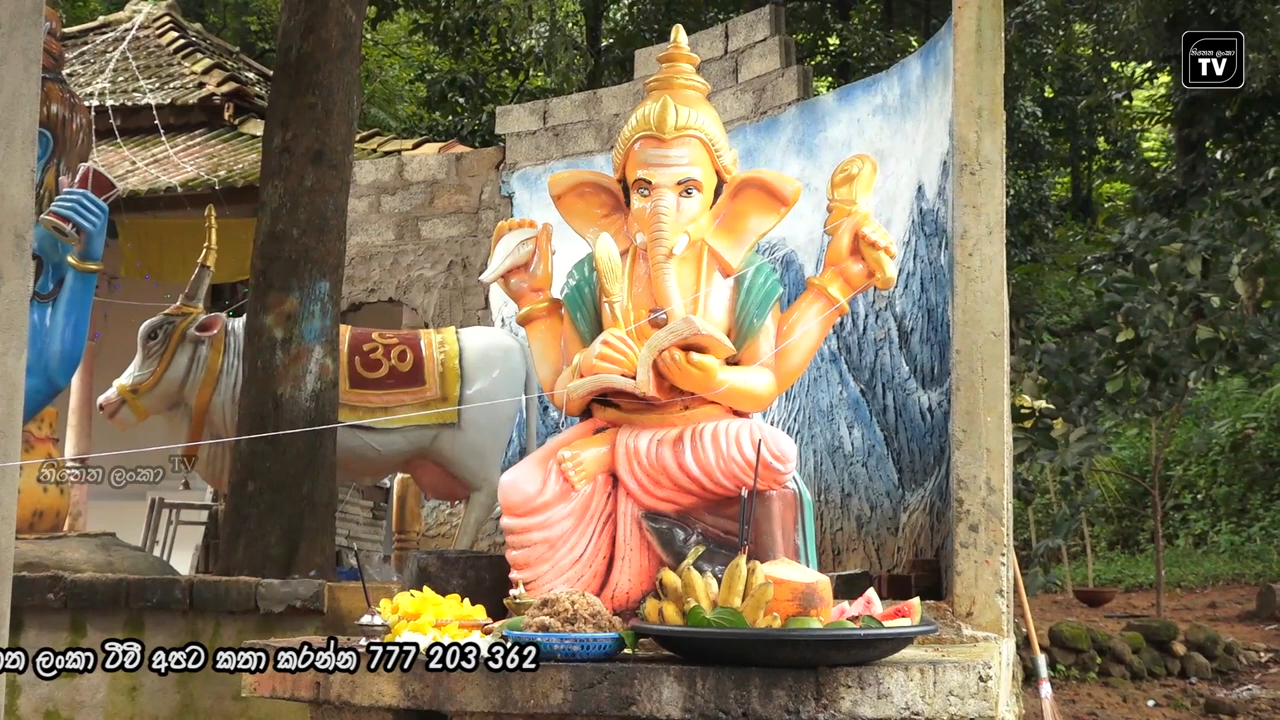 තිනෙත ලංකා
TV
ॐ
තිනෙත ලංකා TV
ලංකා ටීවී අපට කතා කරන්න 777 203 362